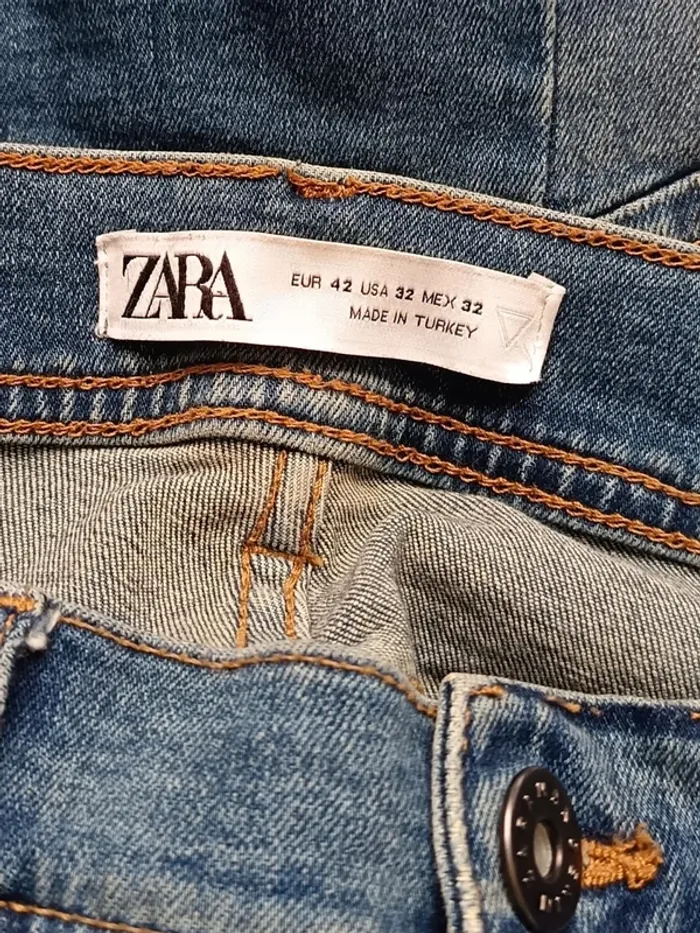 ZARA
EUR 42 USA 32 MEX 32
MADE IN TURKEY